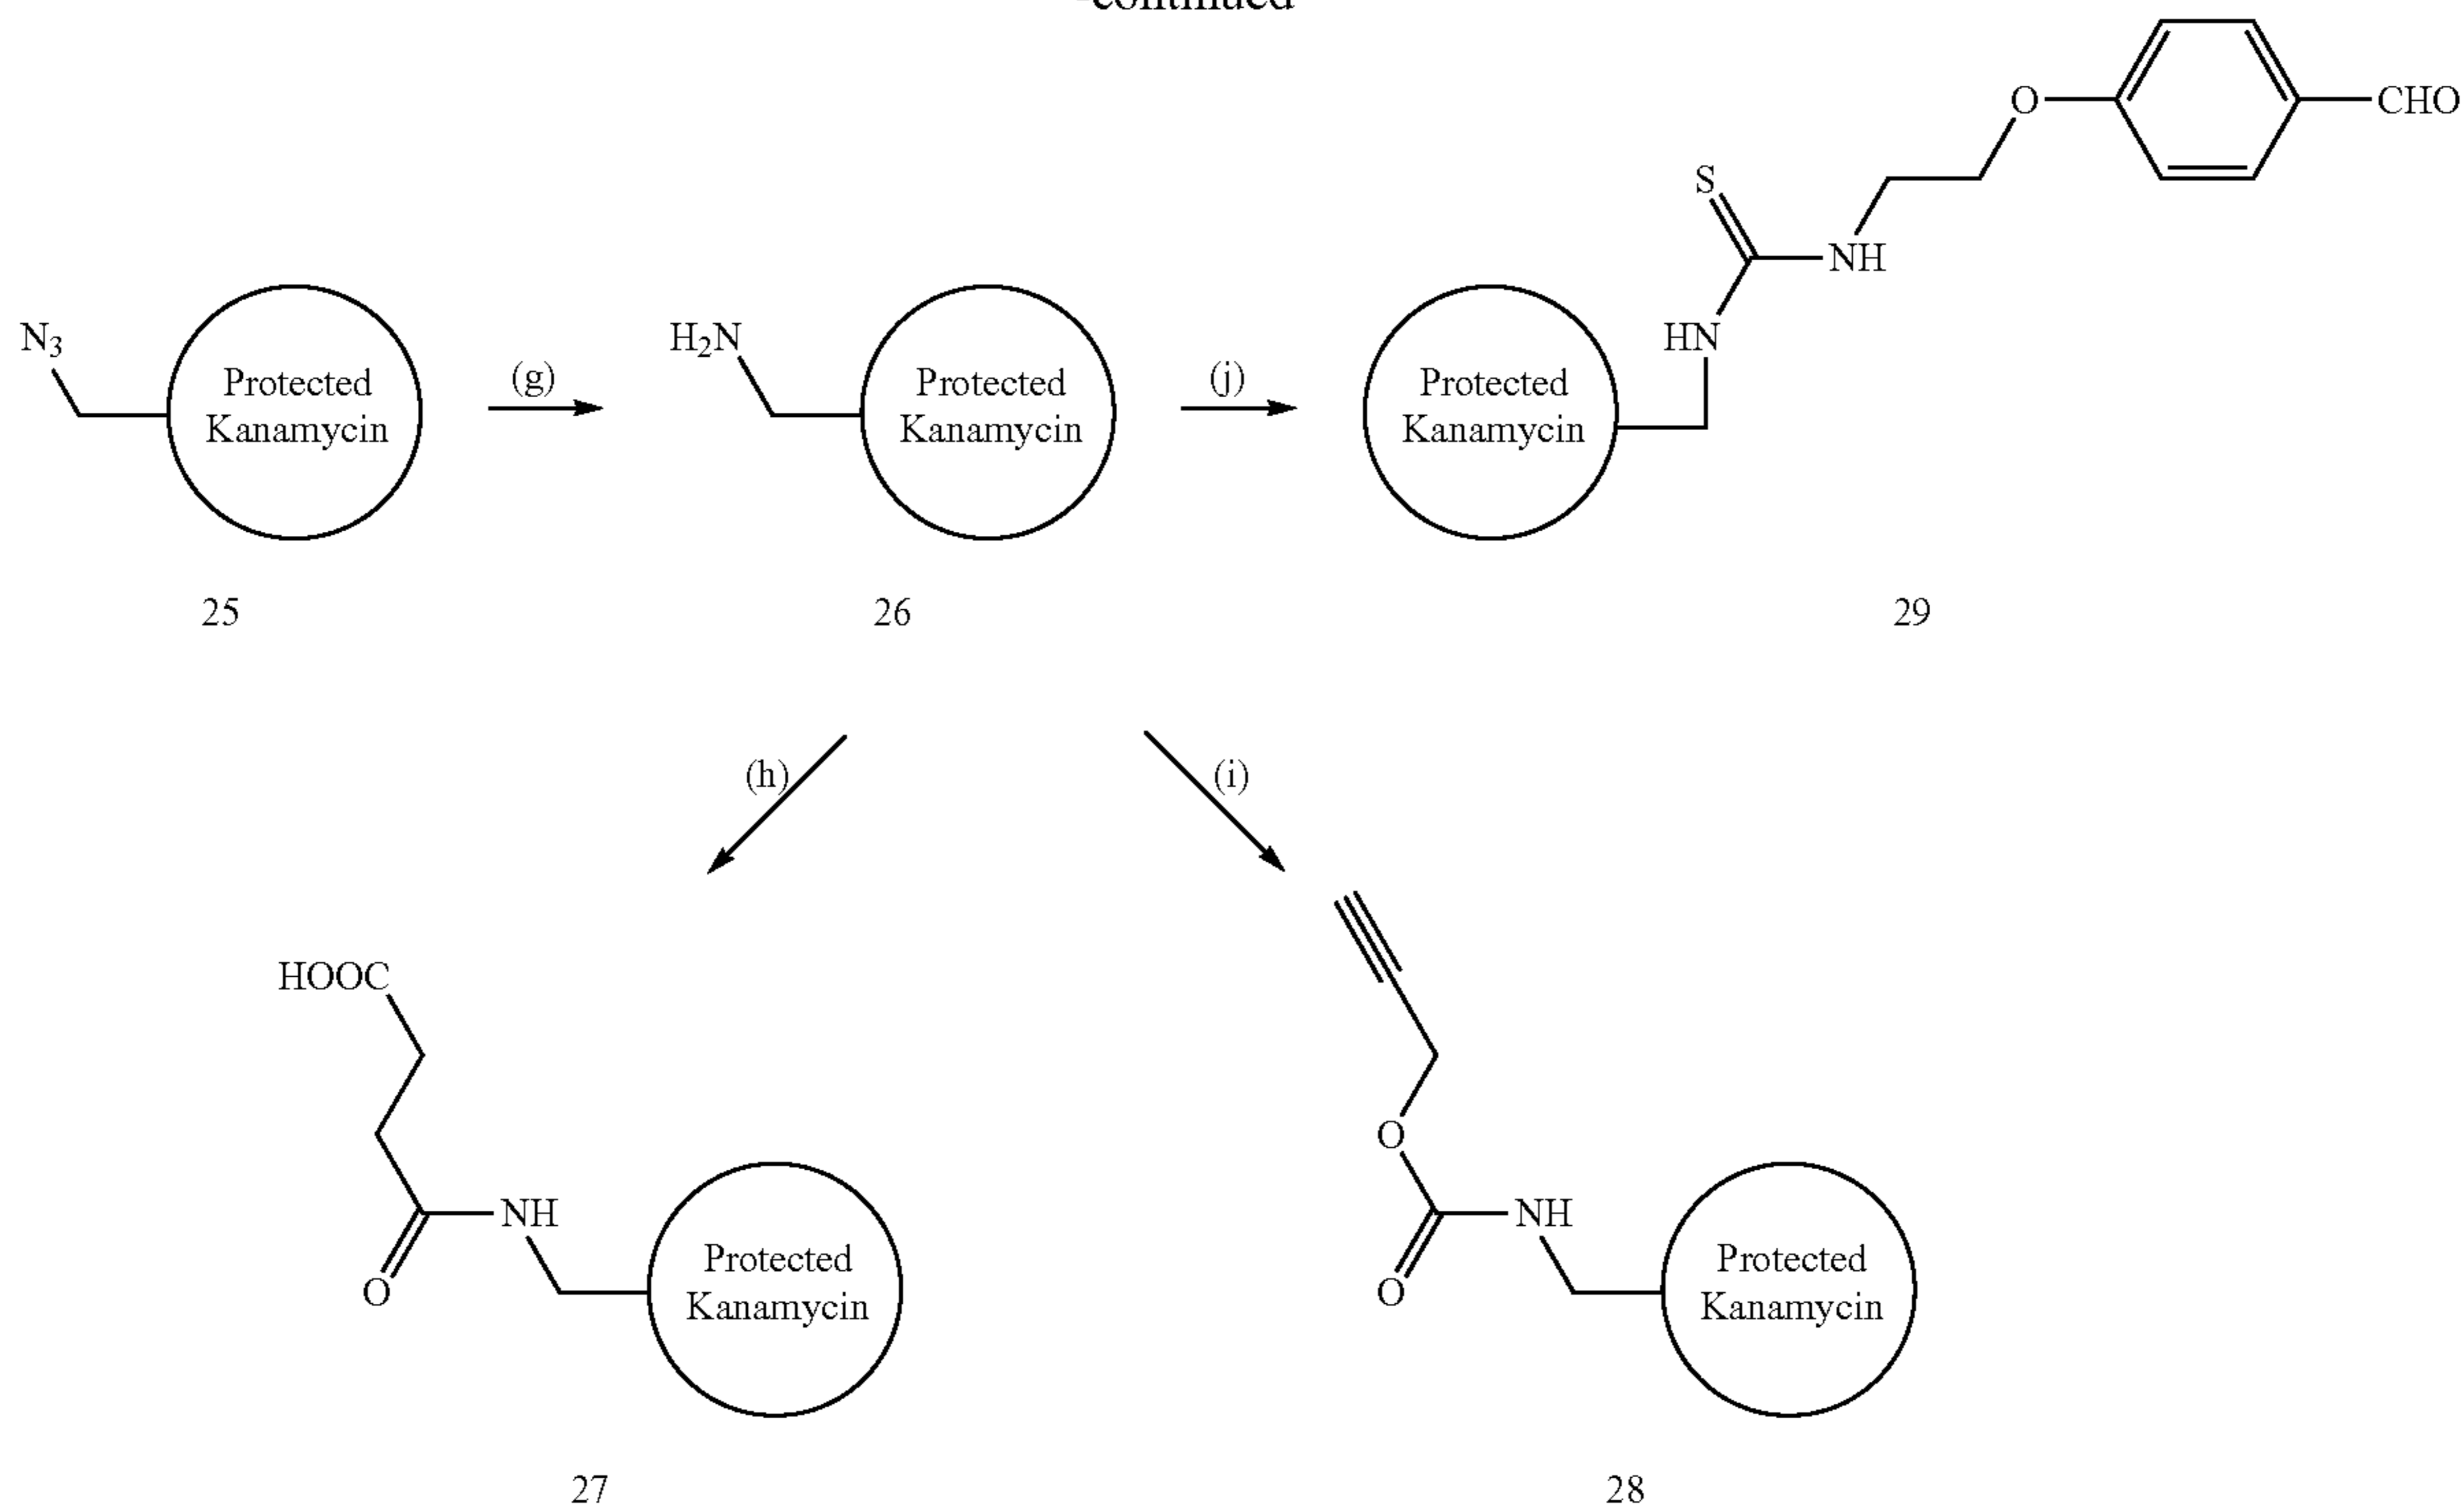 -continued
O
CHO
S
NH
N3
H2N
HN
Protected
Kanamycin
(g)
Protected
Kanamycin
(j)
Protected
Kanamycin
25
26
29
(h)
(i)
HOOC
O
NH
NH
O
O
Protected
Kanamycin
Protected
Kanamycin
27
28